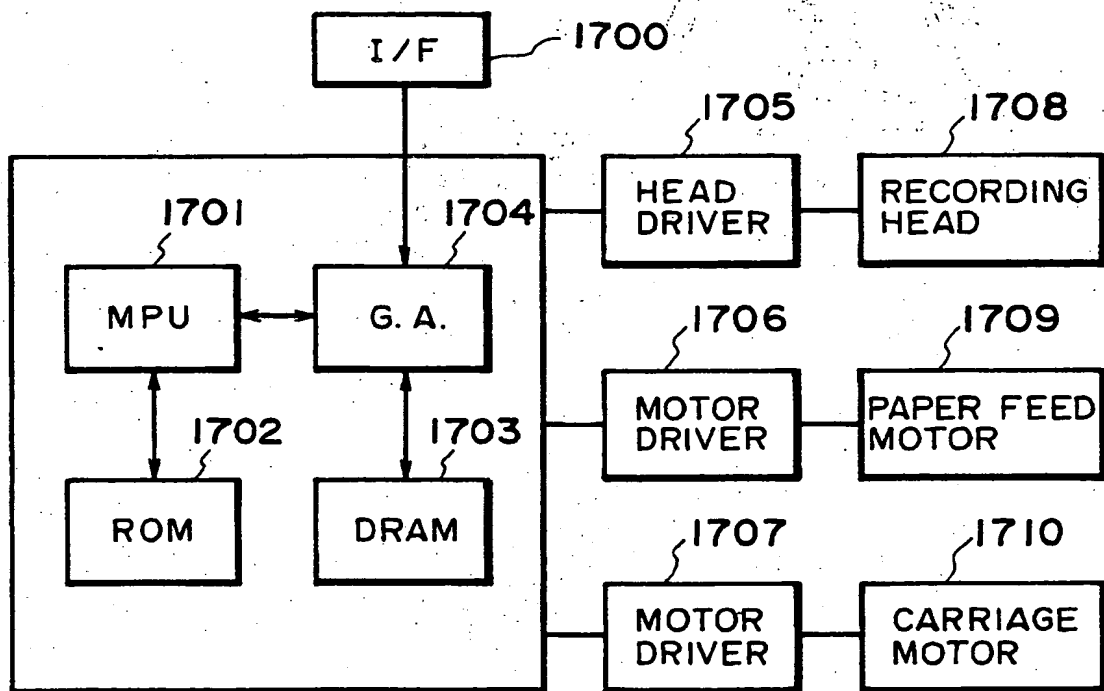 I/F
1700
1705
1708
HEAD
DRIVER
RECORDING
HEAD
1701
1704
MPU
G. A.
1706
1709
MOTOR
DRIVER
PAPER FEED
MOTOR
1702
1703
ROM
DRAM
1707
1710
MOTOR
DRIVER
CARRIAGE
MOTOR